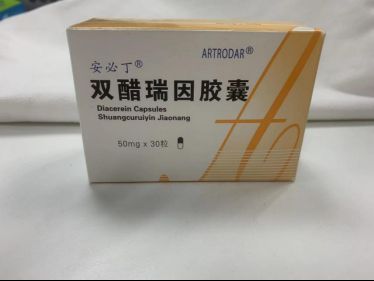 ARTRODAR®
安必丁®
双醋瑞因胶囊
Diacerein Capsules
Shuangcuruiyin Jiaonang
50mg x 30粒